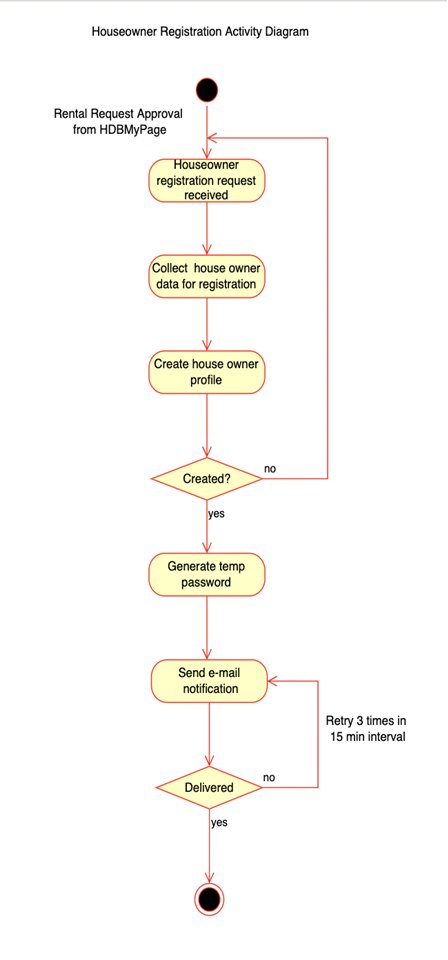 Houseowner Registration Activity Diagram
Rental Request Approval
from HDBMyPage
Houseowner
registration request
received
Collect house owner
data for registration
Create house owner
profile
Created?
no
yes
Generate temp
password
Send e-mail
notification
Retry 3 times in
15 min interval
Delivered
no
yes